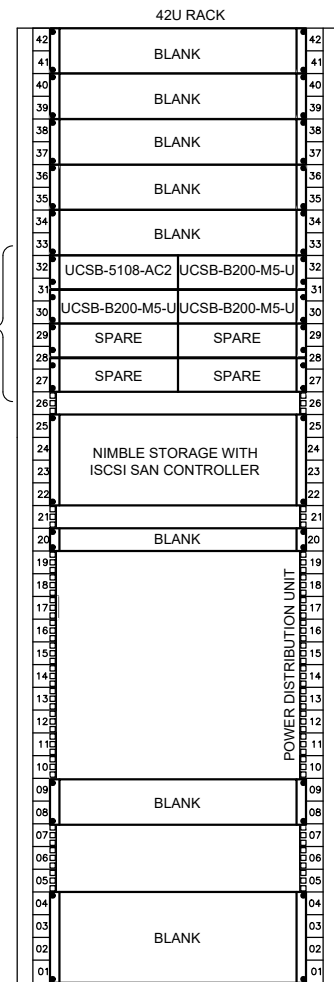 42U RACK
42 42
BLANK
41 41
40 40
BLANK
39 39
38 38
BLANK
37 37
36 36
BLANK
35 35
34 34
BLANK
33 33
32 UCSB-5108-AC2 UCSB-B200-M5-U 32
31 31
30 UCSB-B200-M5-U UCSB-B200-M5-U 30
29 SPARE SPARE 29
28 28
27 SPARE SPARE 27
26 26
25 25
24 NIMBLE STORAGE WITH 24
23 ISCSI SAN CONTROLLER 23
22 22
21 21
20 BLANK 20
19 19
18 18
17 17
16 16
15 15
14 14
13 13
12 12
11 11
10 10
POWER DISTRIBUTION UNIT
09 09
BLANK
08 08
07 07
06 06
05 05
04 04
03 03
BLANK
02 02
01 01